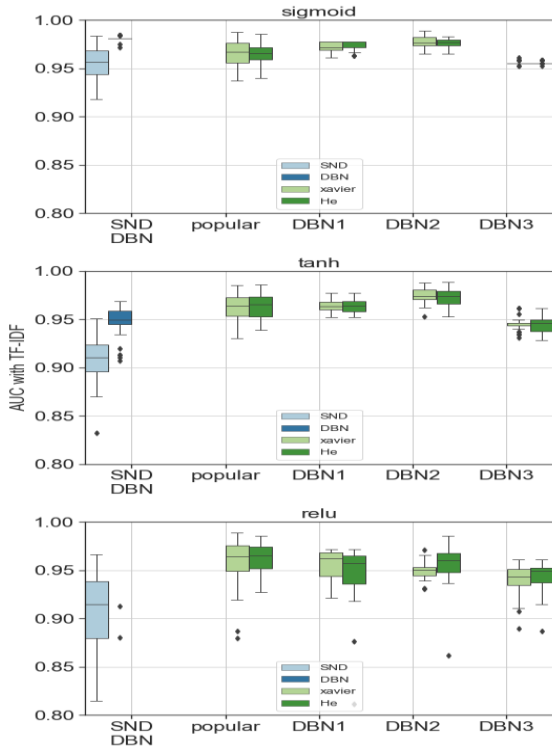 sigmoid
1.00
0.95
0.90
0.85
0.80
SND
DBN
xavier
He
SND popular DBN1 DBN2 DBN3
DBN
tanh
AUC with TF-IDF
1.00
0.95
0.90
0.85
0.80
SND
DBN
xavier
He
SND popular DBN1 DBN2 DBN3
DBN
relu
1.00
0.95
0.90
0.85
0.80
SND
DBN
xavier
He
SND popular DBN1 DBN2 DBN3
DBN